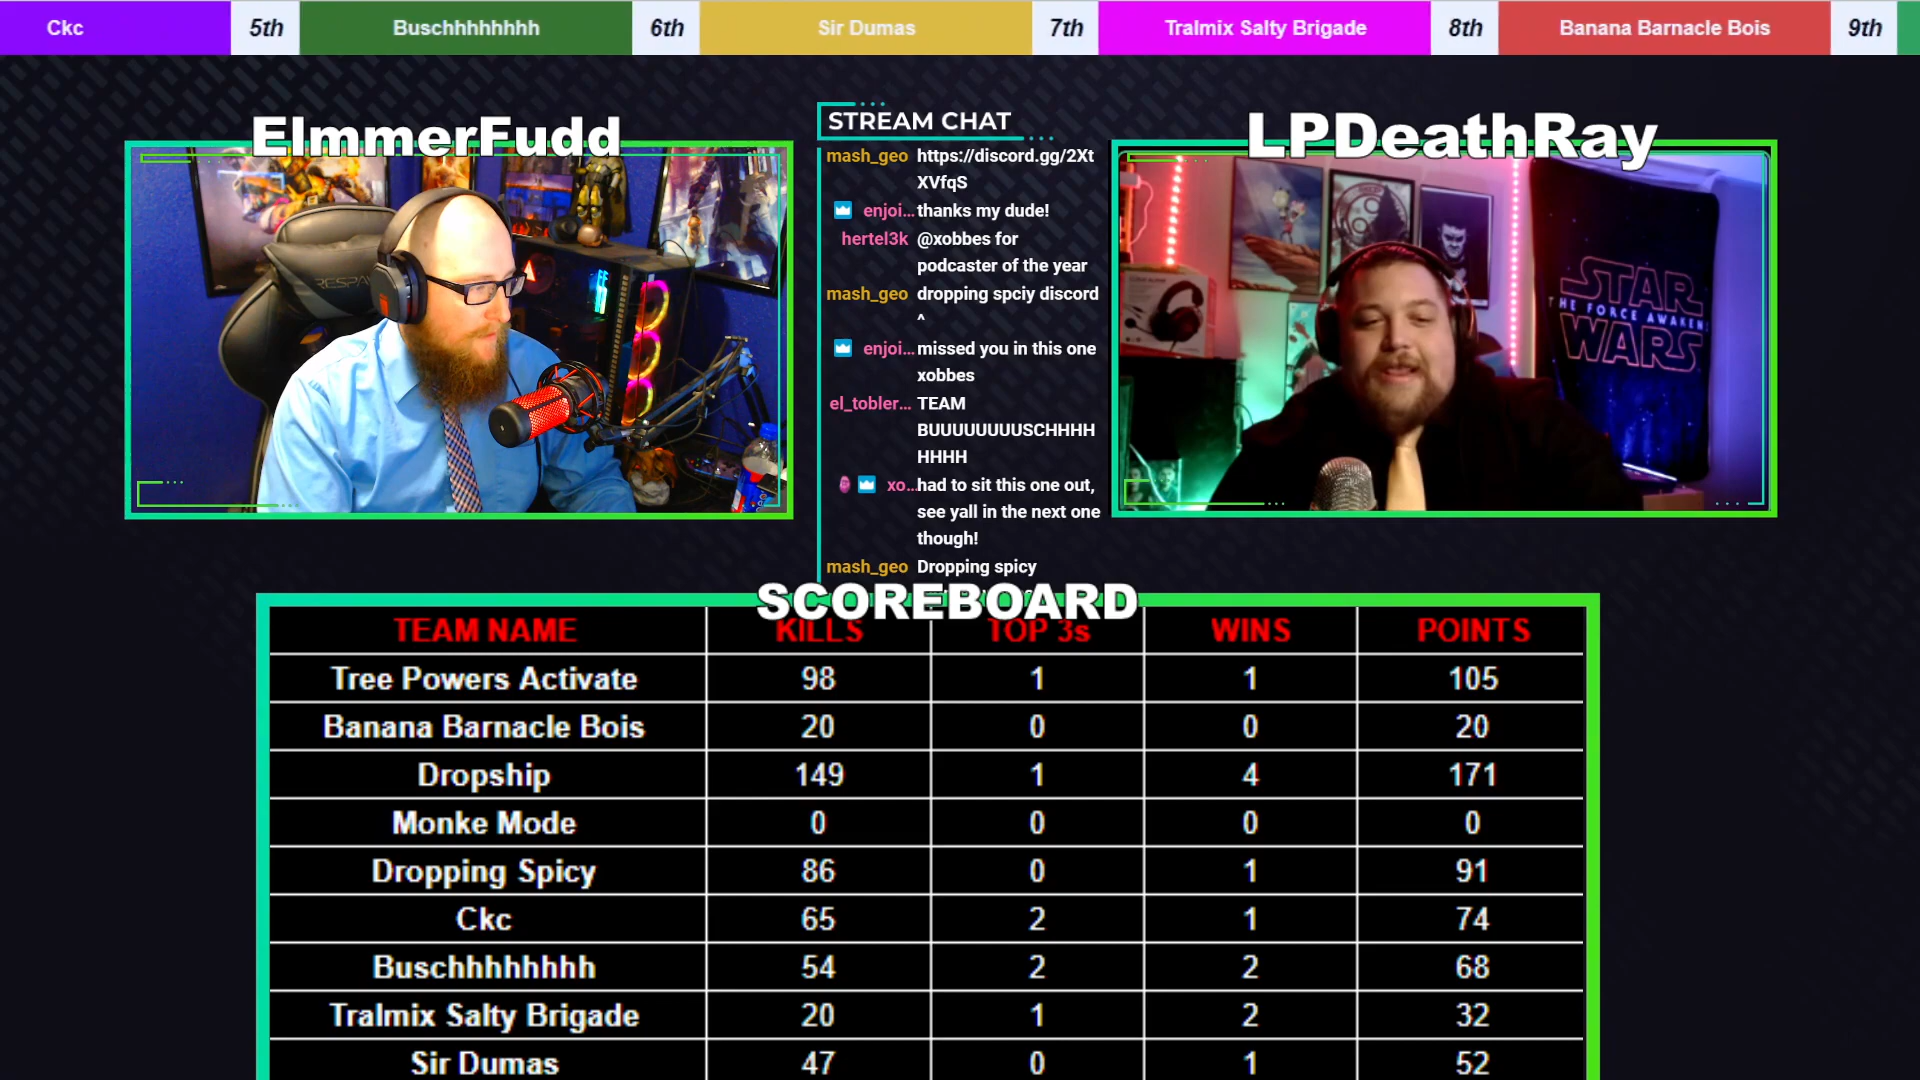 Ckc 5th Buschhhhhhhh 6th Sir Dumas 7th Tralmix Salty Brigade 8th Banana Barnacle Bois 9th
ElmmerFudd
LPDeathRay
STREAM CHAT
mash_geo https://discord.gg/2Xt
XVfqS
enjoi... thanks my dude!
hertel3k @xobbes for
podcaster of the year
mash_geo dropping spciy discord
^
enjoi... missed you in this one
xobbes
el_tobler... TEAM
BUUUUUUUUSCHHHH
HHHH
xo... had to sit this one out,
see yall in the next one
though!
mash_geo Dropping spicy
RESPAW
STAR
THE FORCE AWAKENS
WARS
SCOREBOARD
TEAM NAME KILLS TOP 3s WINS POINTS
Tree Powers Activate 98 1 1 105
Banana Barnacle Bois 20 0 0 20
Dropship 149 1 4 171
Monke Mode 0 0 0 0
Dropping Spicy 86 0 1 91
Ckc 65 2 1 74
Buschhhhhhhh 54 2 2 68
Tralmix Salty Brigade 20 1 2 32
Sir Dumas 47 0 1 52